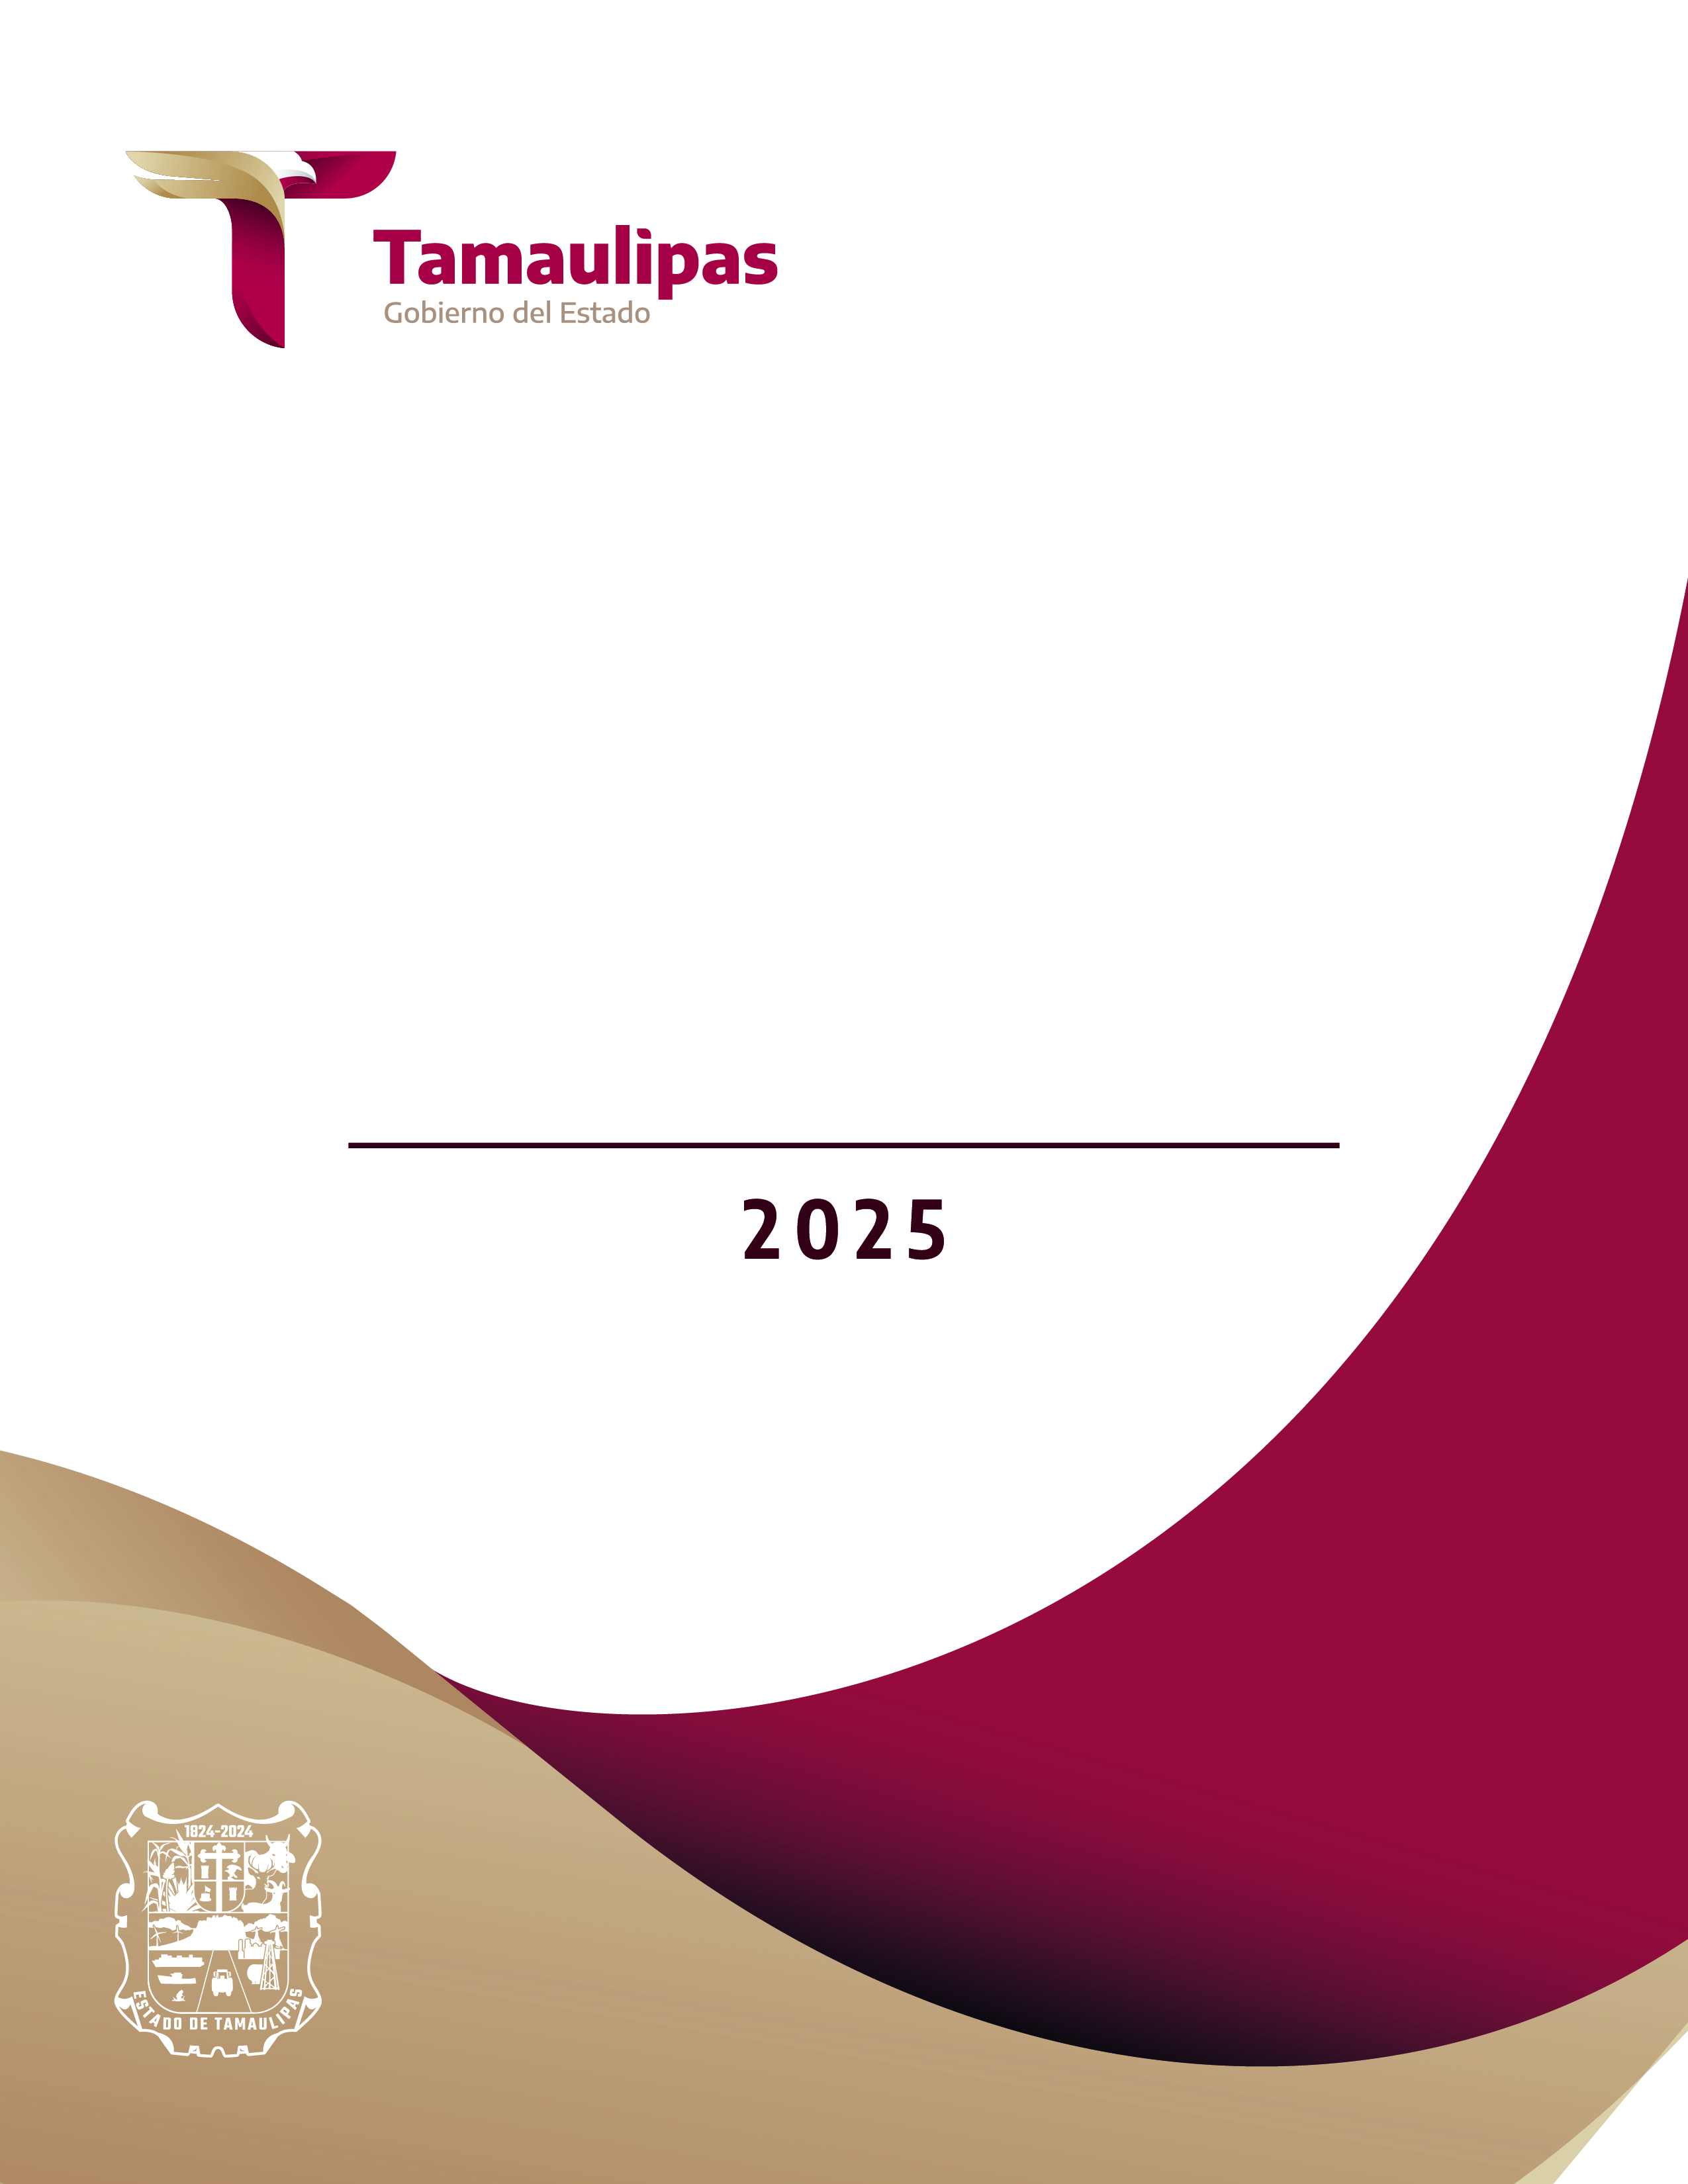 Tamaulipas
Gobierno del Estado
2025
1824-2024
ESTADO DE TAMAULIPAS